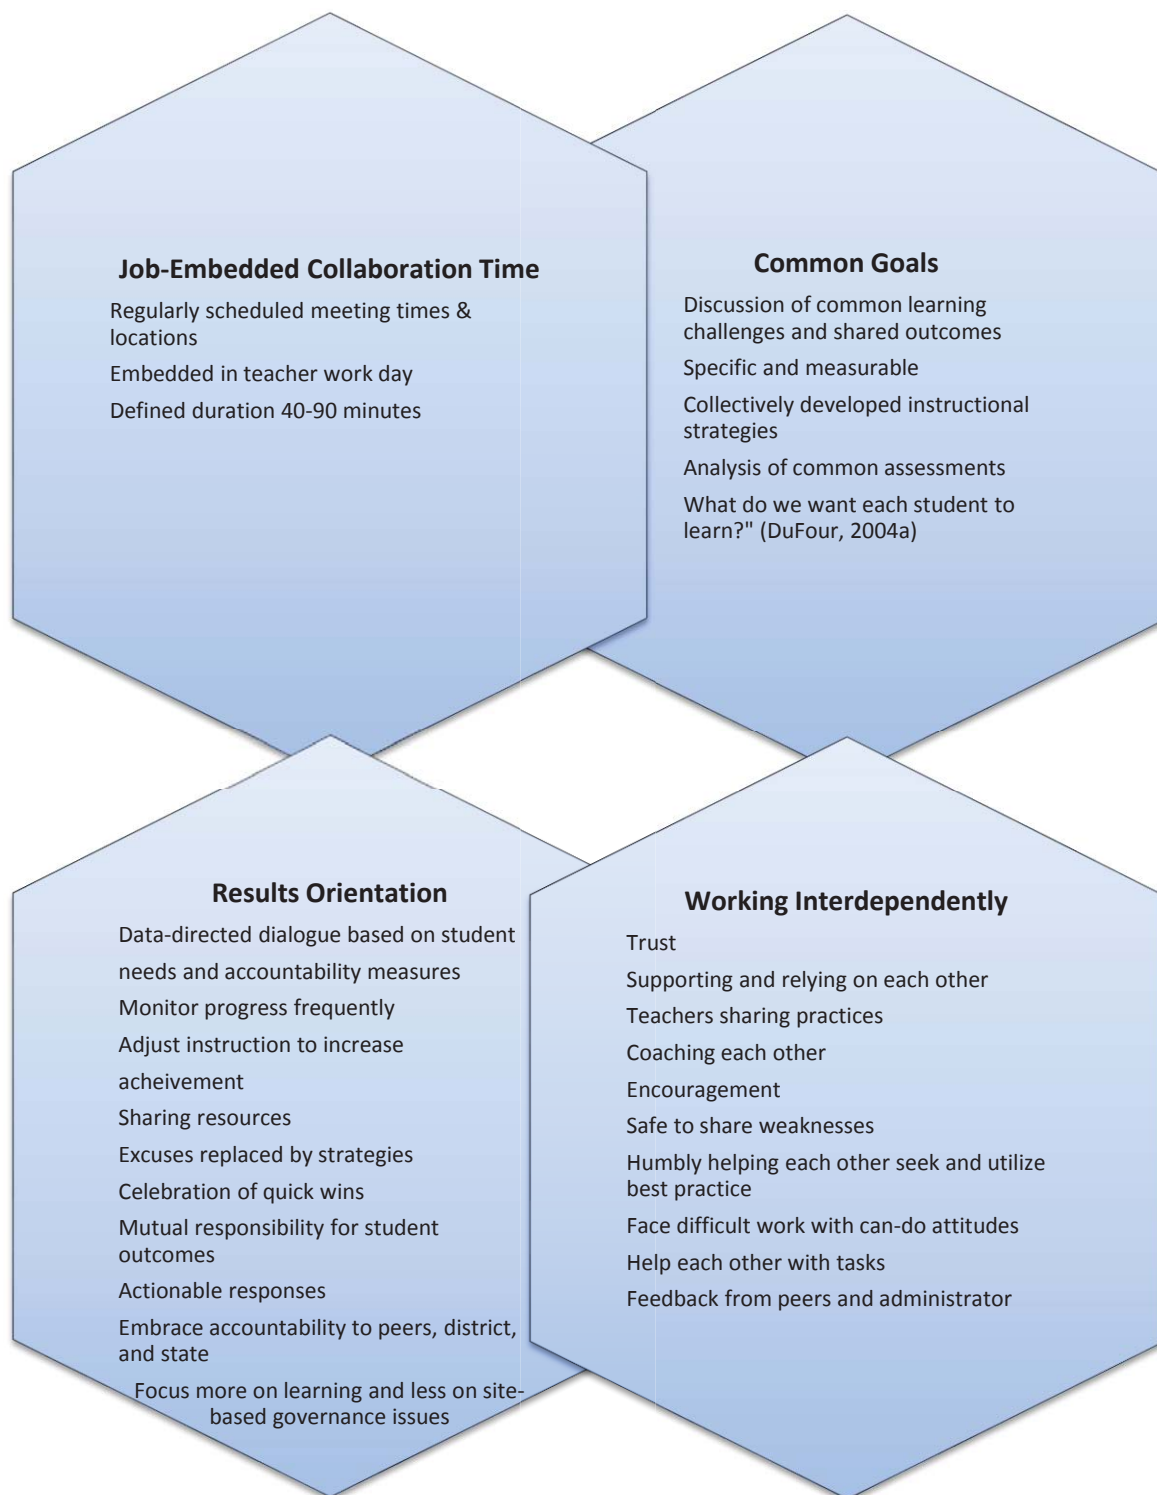 Job-Embedded Collaboration Time
Regularly scheduled meeting times &
locations
Embedded in teacher work day
Defined duration 40-90 minutes
Common Goals
Discussion of common learning
challenges and shared outcomes
Specific and measurable
Collectively developed instructional
strategies
Analysis of common assessments
What do we want each student to
learn?" (DuFour, 2004a)
Results Orientation
Data-directed dialogue based on student
needs and accountability measures
Monitor progress frequently
Adjust instruction to increase
acheivement
Sharing resources
Excuses replaced by strategies
Celebration of quick wins
Mutual responsibility for student
outcomes
Actionable responses
Embrace accountability to peers, district,
and state
Focus more on learning and less on site-
based governance issues
Working Interdependently
Trust
Supporting and relying on each other
Teachers sharing practices
Coaching each other
Encouragement
Safe to share weaknesses
Humbly helping each other seek and utilize
best practice
Face difficult work with can-do attitudes
Help each other with tasks
Feedback from peers and administrator